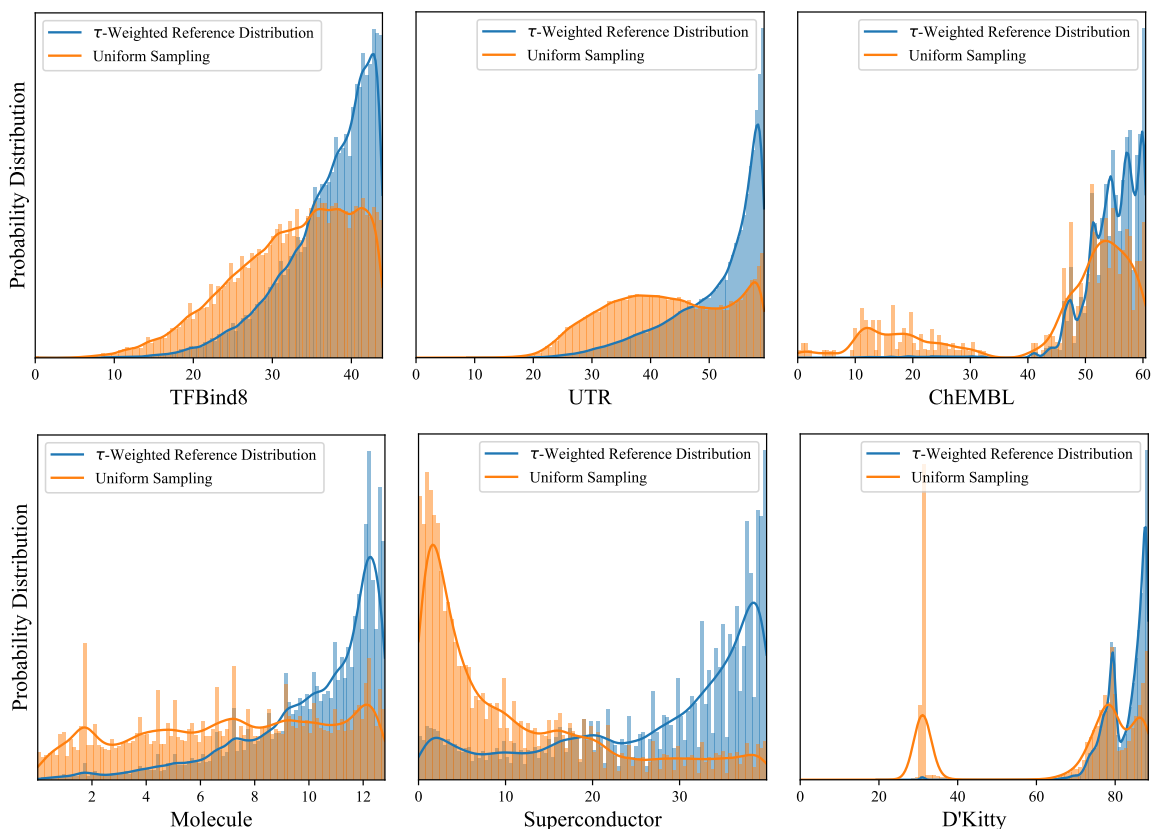 τ-Weighted Reference Distribution
Uniform Sampling
Probability Distribution
0 10 20 30 40
TFBind8
τ-Weighted Reference Distribution
Uniform Sampling
0 10 20 30 40 50
UTR
τ-Weighted Reference Distribution
Uniform Sampling
0 10 20 30 40 50 60
ChEMBL
τ-Weighted Reference Distribution
Uniform Sampling
Probability Distribution
2 4 6 8 10 12
Molecule
τ-Weighted Reference Distribution
Uniform Sampling
0 10 20 30
Superconductor
τ-Weighted Reference Distribution
Uniform Sampling
0 20 40 60 80
D'Kitty